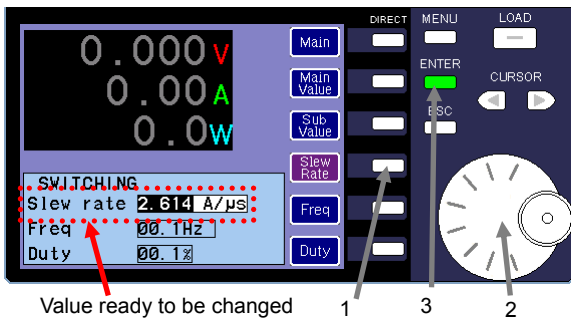 DIRECT MENU LOAD
0.000V
Main
ENTER
0.00A
Main
Value
CURSOR
0.0W
Sub
Value
ESC
SWITCHING
Slew
Rate
Slew rate 2.614 A/µs
Freq 00.1Hz
Freq
Duty 00.1%
Duty
Value ready to be changed
1
3
2